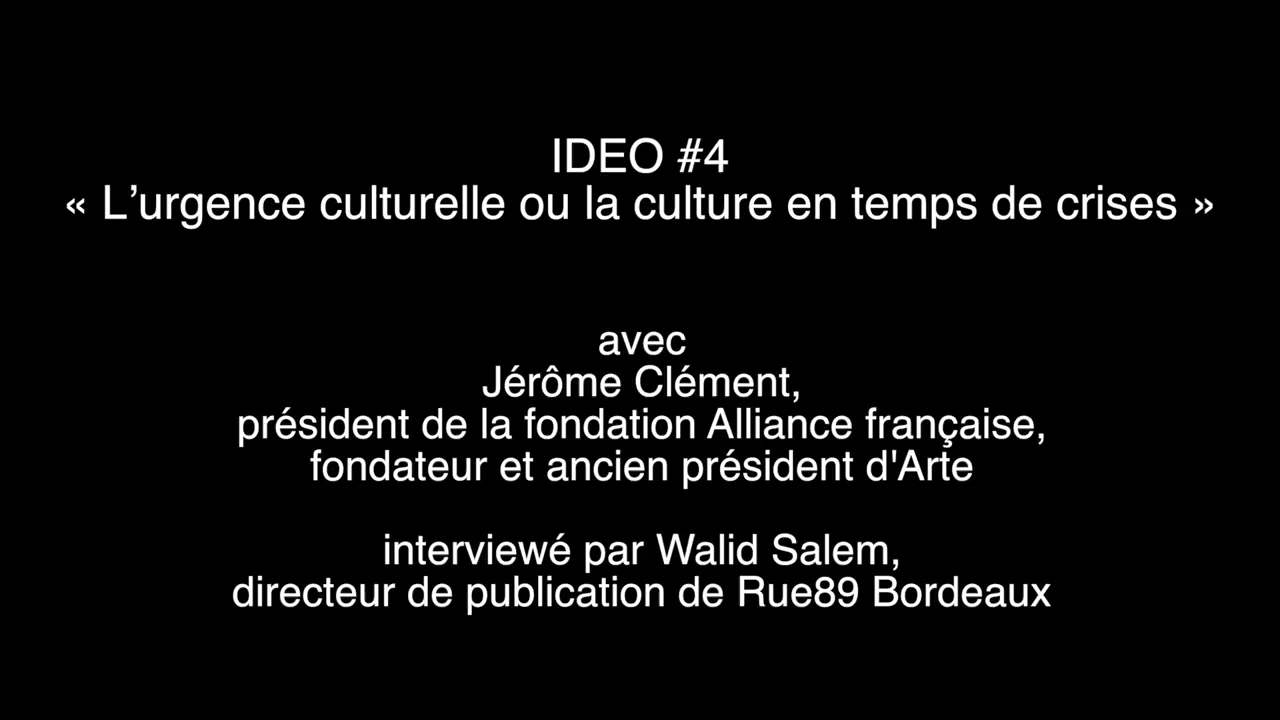 IDEO #4
« L’urgence culturelle ou la culture en temps de crises »
avec
Jérôme Clément,
président de la fondation Alliance française,
fondateur et ancien président d'Arte
interviewé par Walid Salem,
directeur de publication de Rue89 Bordeaux